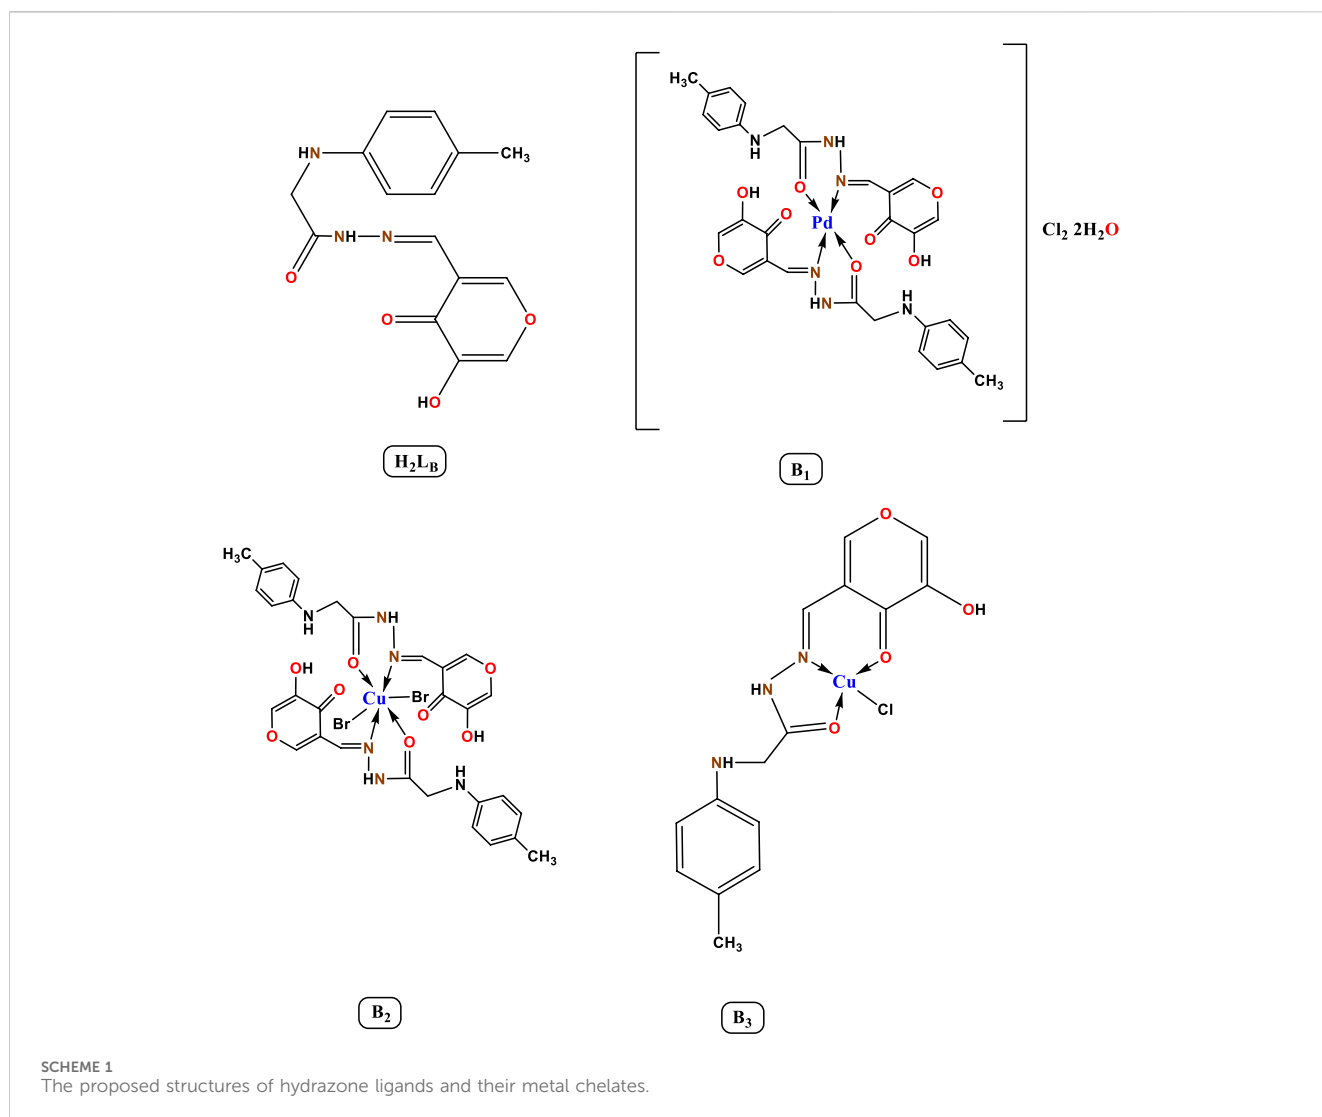 HN
CH₃
NH
N
O
O
O
HO
H₂L_B
H₃C
N
H
NH
O
N
O
OH
O
Pd
O
OH
O
N
O
HN
H
N
CH₃
Cl₂ 2H₂O
B₁
H₃C
N
H
NH
O
N
O
OH
O
Cu
Br
Br
O
OH
O
N
O
HN
H
N
CH₃
B₂
O
OH
N
O
Cu
HN
Cl
O
NH
CH₃
B₃
SCHEME 1
The proposed structures of hydrazone ligands and their metal chelates.